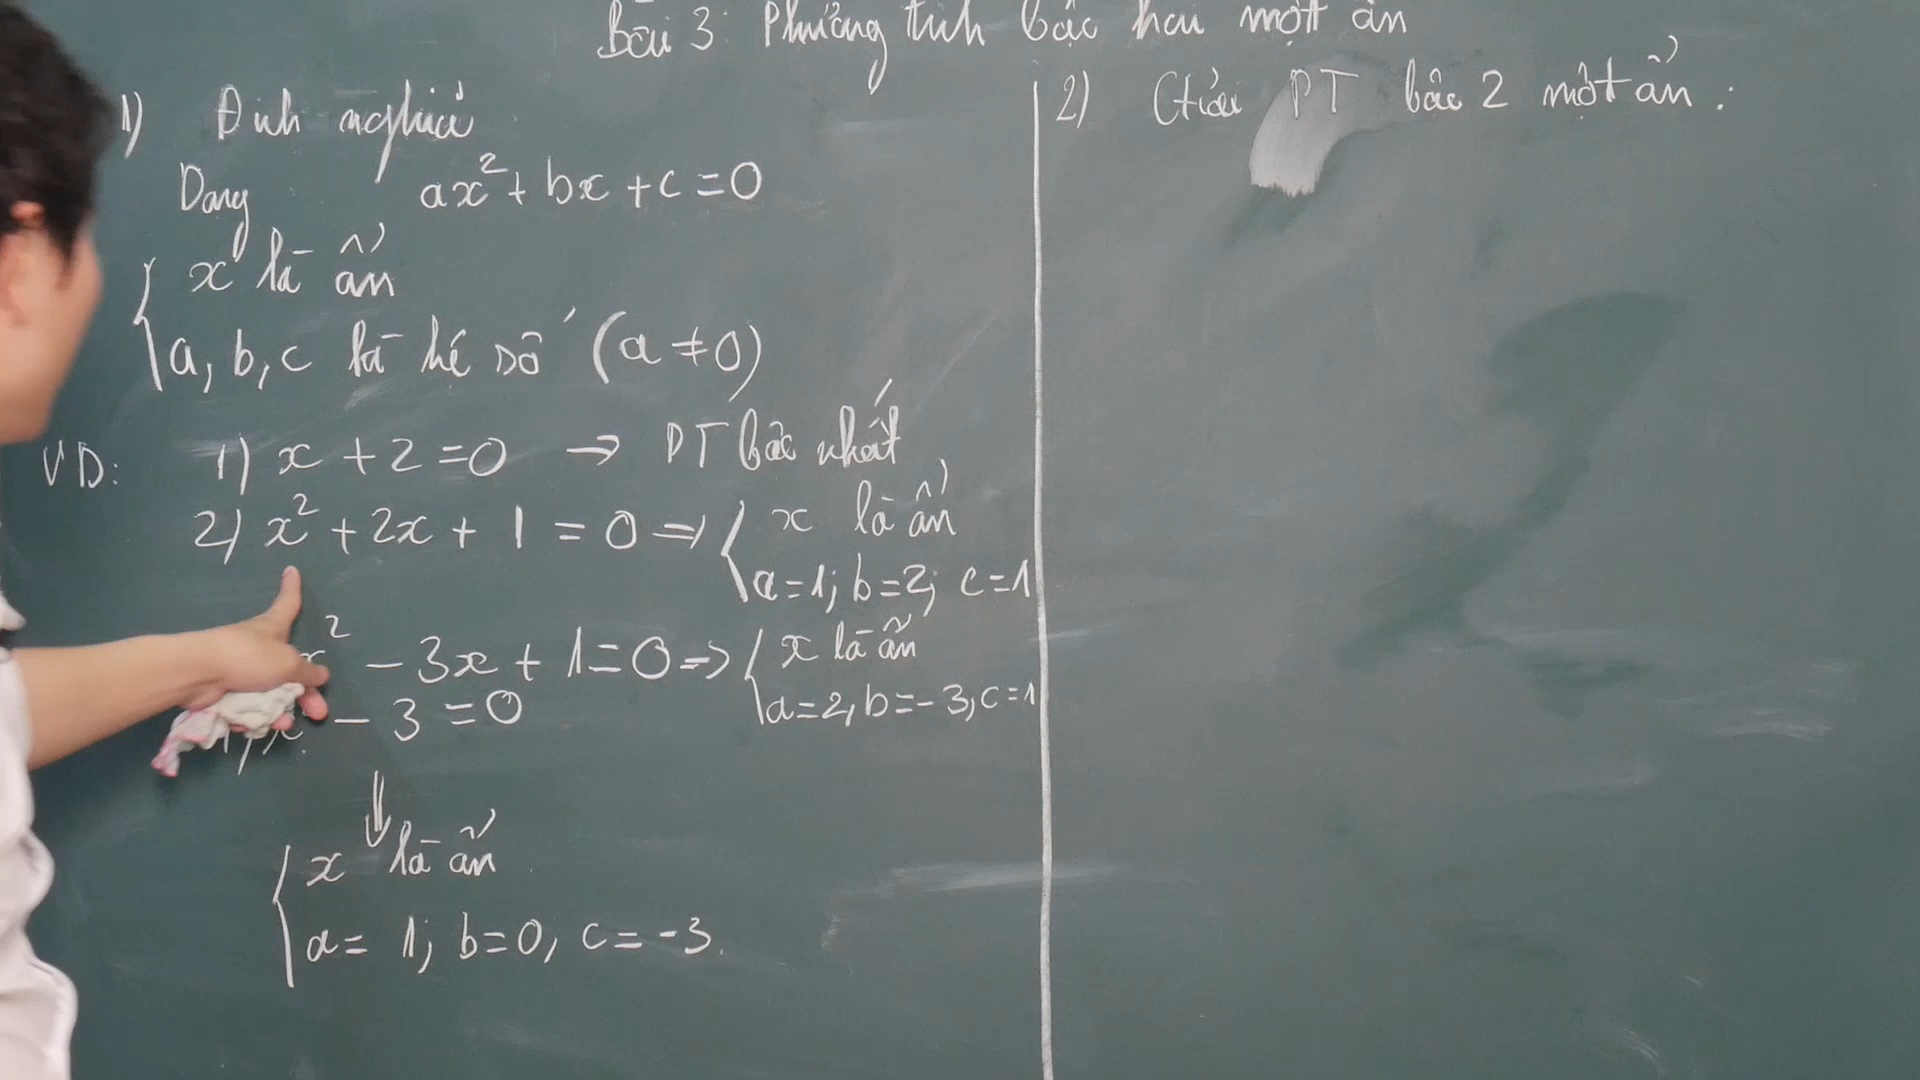 Bài 3: Phương trình bậc hai một ẩn
1) Định nghĩa
Dạng ax² + bx + c = 0
x là ẩn
a, b, c là hệ số (a ≠ 0)
VD: 1) x + 2 = 0 → PT bậc nhất
2) x² + 2x + 1 = 0 => x là ẩn
a = 1; b = 2; c = 1
x² - 3x + 1 = 0 => x là ẩn
a = 2, b = -3, c = 1
- 3 = 0
x là ẩn
a = 1; b = 0, c = -3.
2) Giải PT bậc 2 một ẩn :